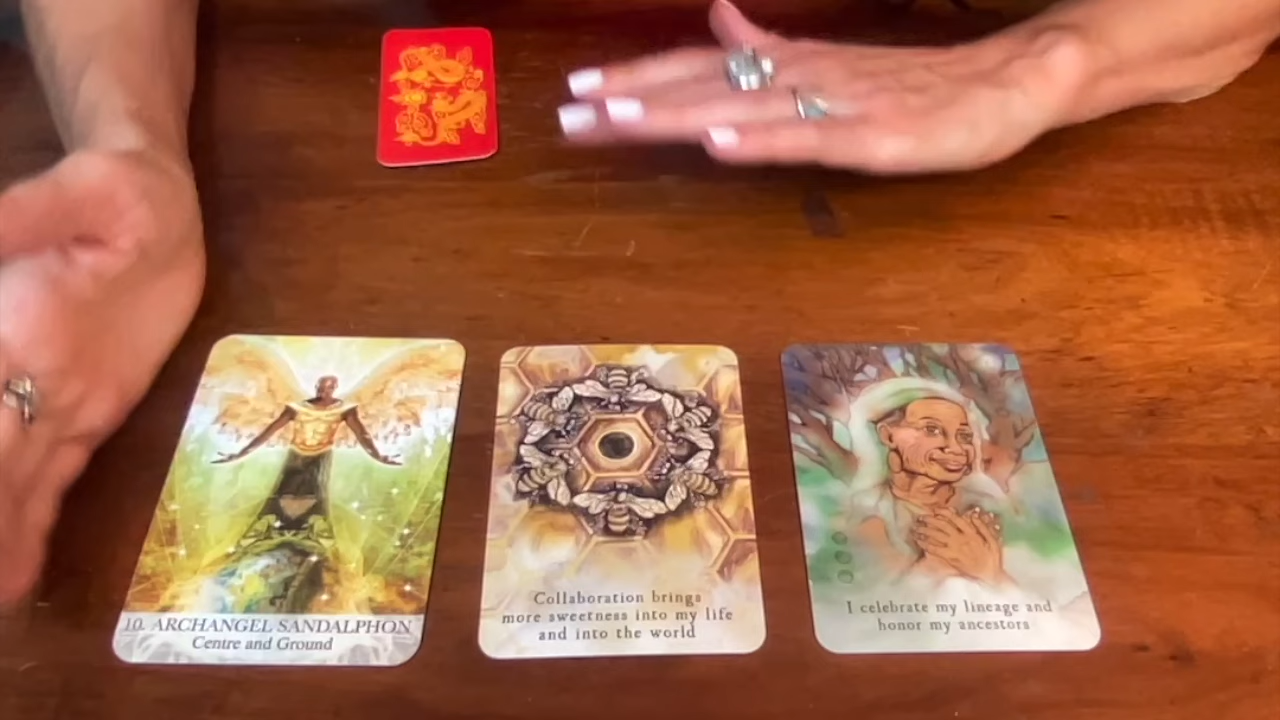 10. ARCHANGEL SANDALPHON
Centre and Ground
Collaboration brings
more sweetness into my life
and into the world
I celebrate my lineage and
honor my ancestors